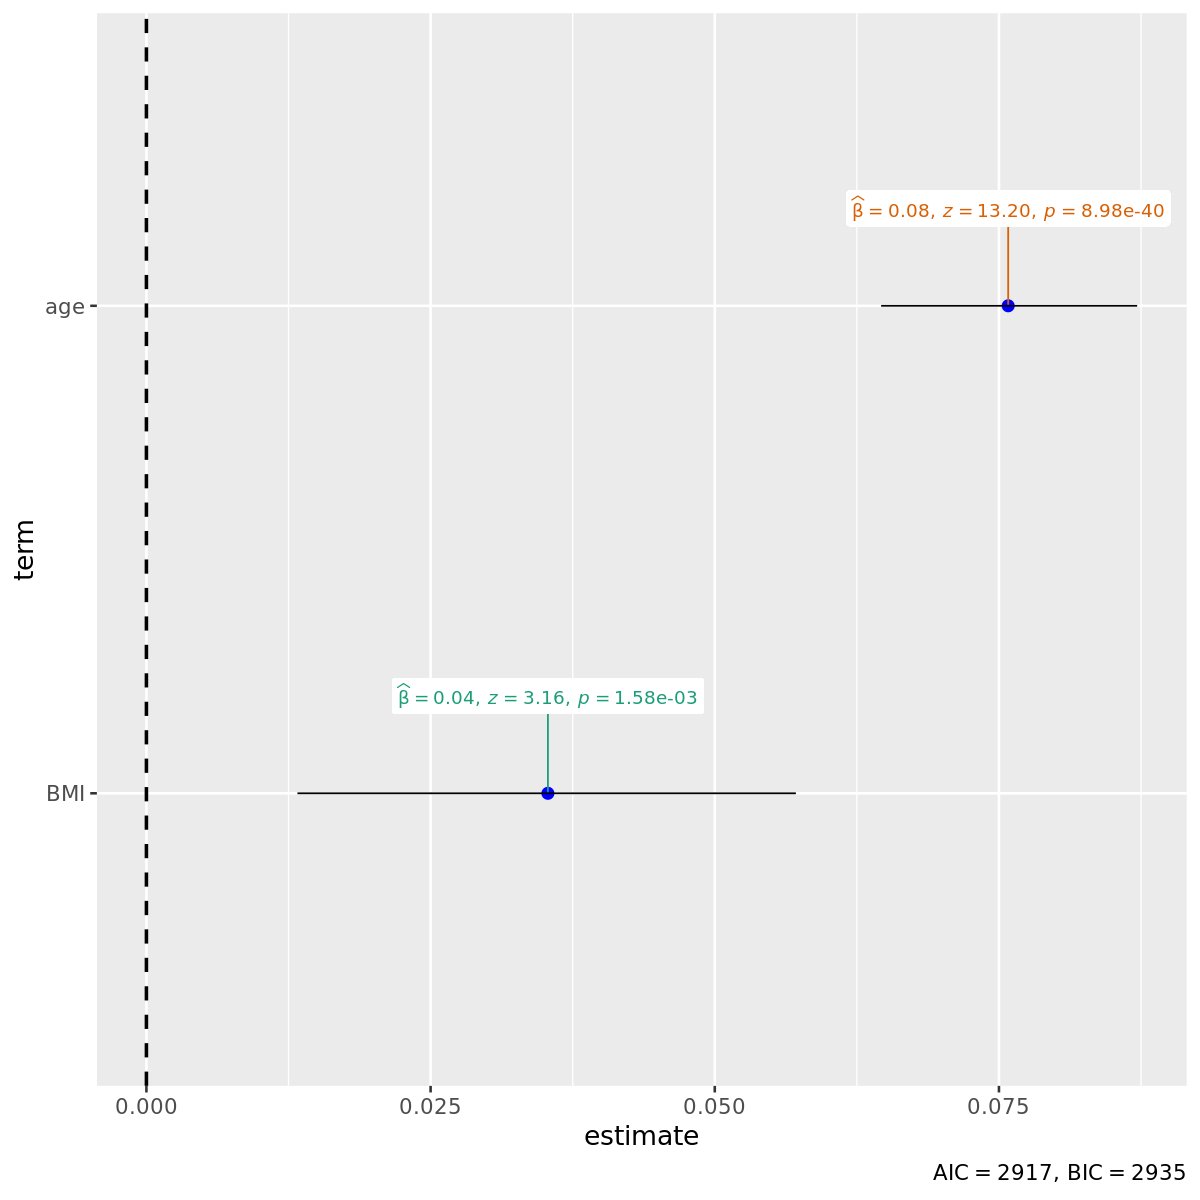 β̂ = 0.08, z = 13.20, p = 8.98e-40
age
term
β̂ = 0.04, z = 3.16, p = 1.58e-03
BMI
0.000 0.025 0.050 0.075
estimate
AIC = 2917, BIC = 2935